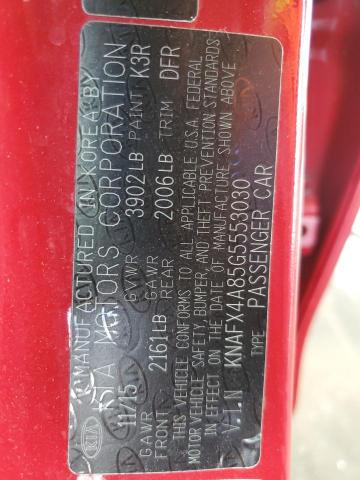 MANUFACTURED IN KOREA BY
KIA MOTORS CORPORATION
11/15 GVWR 3902LB PAINT K3R
GAWR FRONT 2161LB GAWR REAR 2006LB TRIM DFR
THIS VEHICLE CONFORMS TO ALL APPLICABLE U.S.A. FEDERAL
MOTOR VEHICLE SAFETY, BUMPER, AND THEFT PREVENTION STANDARDS
IN EFFECT ON THE DATE OF MANUFACTURE SHOWN ABOVE
V.I.N KNAFX4A85G5553030
TYPE: PASSENGER CAR
KIA